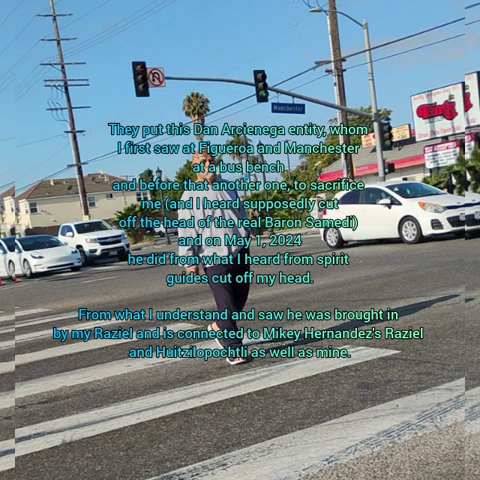 Manchester
They put this Dan Arcienega entity, whom
I first saw at Figueroa and Manchester
at a bus bench
and before that another one, to sacrifice
me (and I heard supposedly cut
off the head of the real Baron Samedi)
and on May 1, 2024
he did from what I heard from spirit
guides cut off my head.
From what I understand and saw he was brought in
by my Raziel and is connected to Mikey Hernandez's Raziel
and Huitzilopochtli as well as mine.